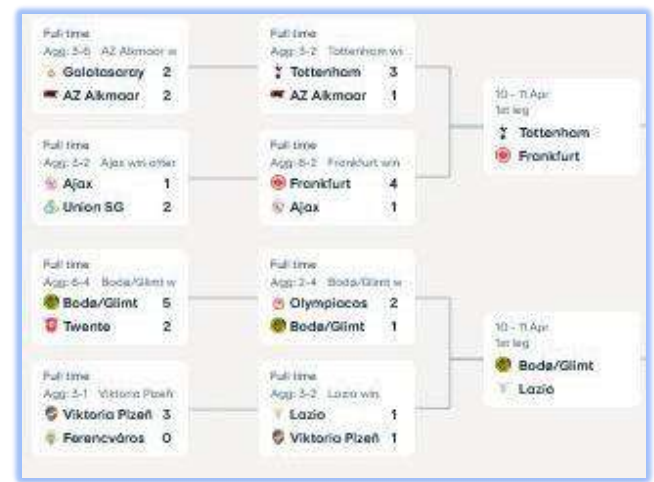 Full time
Agg: 3-6 AZ Alkmaar w
Galatasaray 2
AZ Alkmaar 2
Full time
Agg: 3-2 Ajax win after
Ajax 1
Union SG 2
Full time
Agg: 6-4 Bodø/Glimt w
Bodø/Glimt 5
Twente 2
Full time
Agg: 3-1 Viktoria Plzeň
Viktoria Plzeň 3
Ferencváros 0
Full time
Agg: 3-2 Tottenham wi
Tottenham 3
AZ Alkmaar 1
Full time
Agg: 6-2 Frankfurt win
Frankfurt 4
Ajax 1
Full time
Agg: 2-4 Bodø/Glimt w
Olympiacos 2
Bodø/Glimt 1
Full time
Agg: 3-2 Lazio win
Lazio 1
Viktoria Plzeň 1
10 - 11 Apr
1st leg
Tottenham
Frankfurt
10 - 11 Apr
1st leg
Bodø/Glimt
Lazio